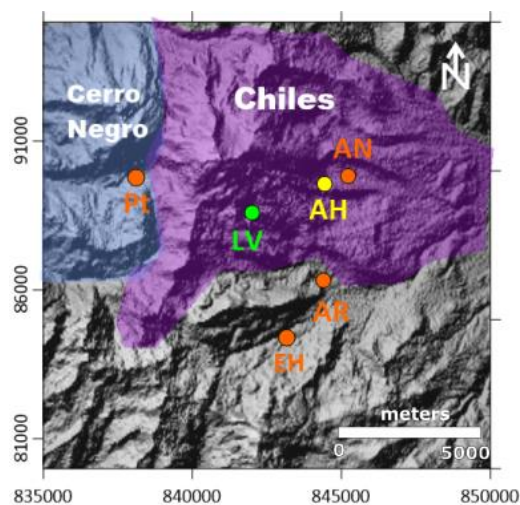 N
Cerro
Negro
Chiles
91000
AN
Pt
AH
LV
86000
AR
EH
meters
81000
0 5000
835000 840000 845000 850000